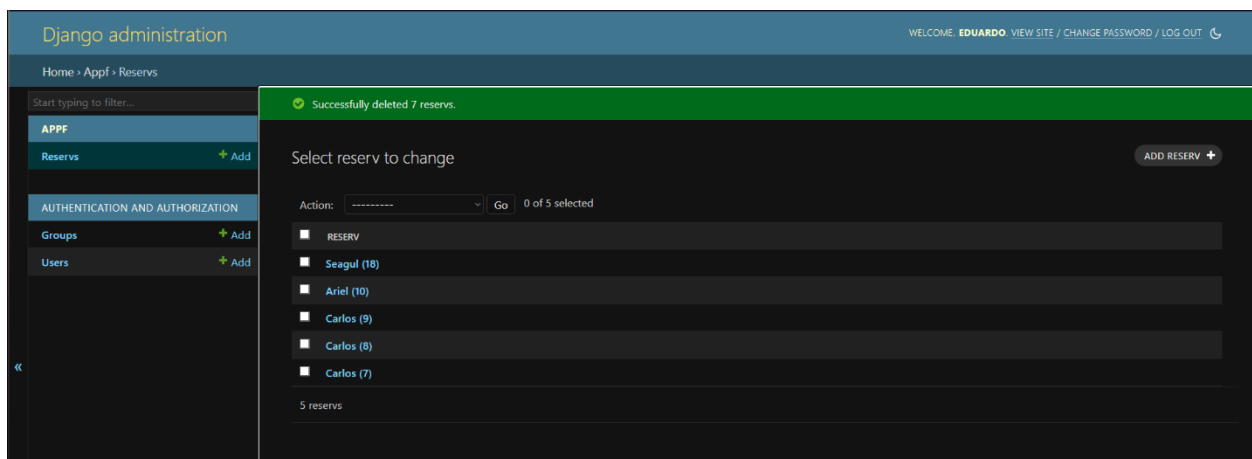 Django administration
WELCOME, EDUARDO. VIEW SITE / CHANGE PASSWORD / LOG OUT
Home › Appf › Reservs
Start typing to filter...
APPF
Reservs + Add
AUTHENTICATION AND AUTHORIZATION
Groups + Add
Users + Add
«
Successfully deleted 7 reservs.
Select reserv to change
ADD RESERV +
Action: --------- Go 0 of 5 selected
RESERV
Seagul (18)
Ariel (10)
Carlos (9)
Carlos (8)
Carlos (7)
5 reservs